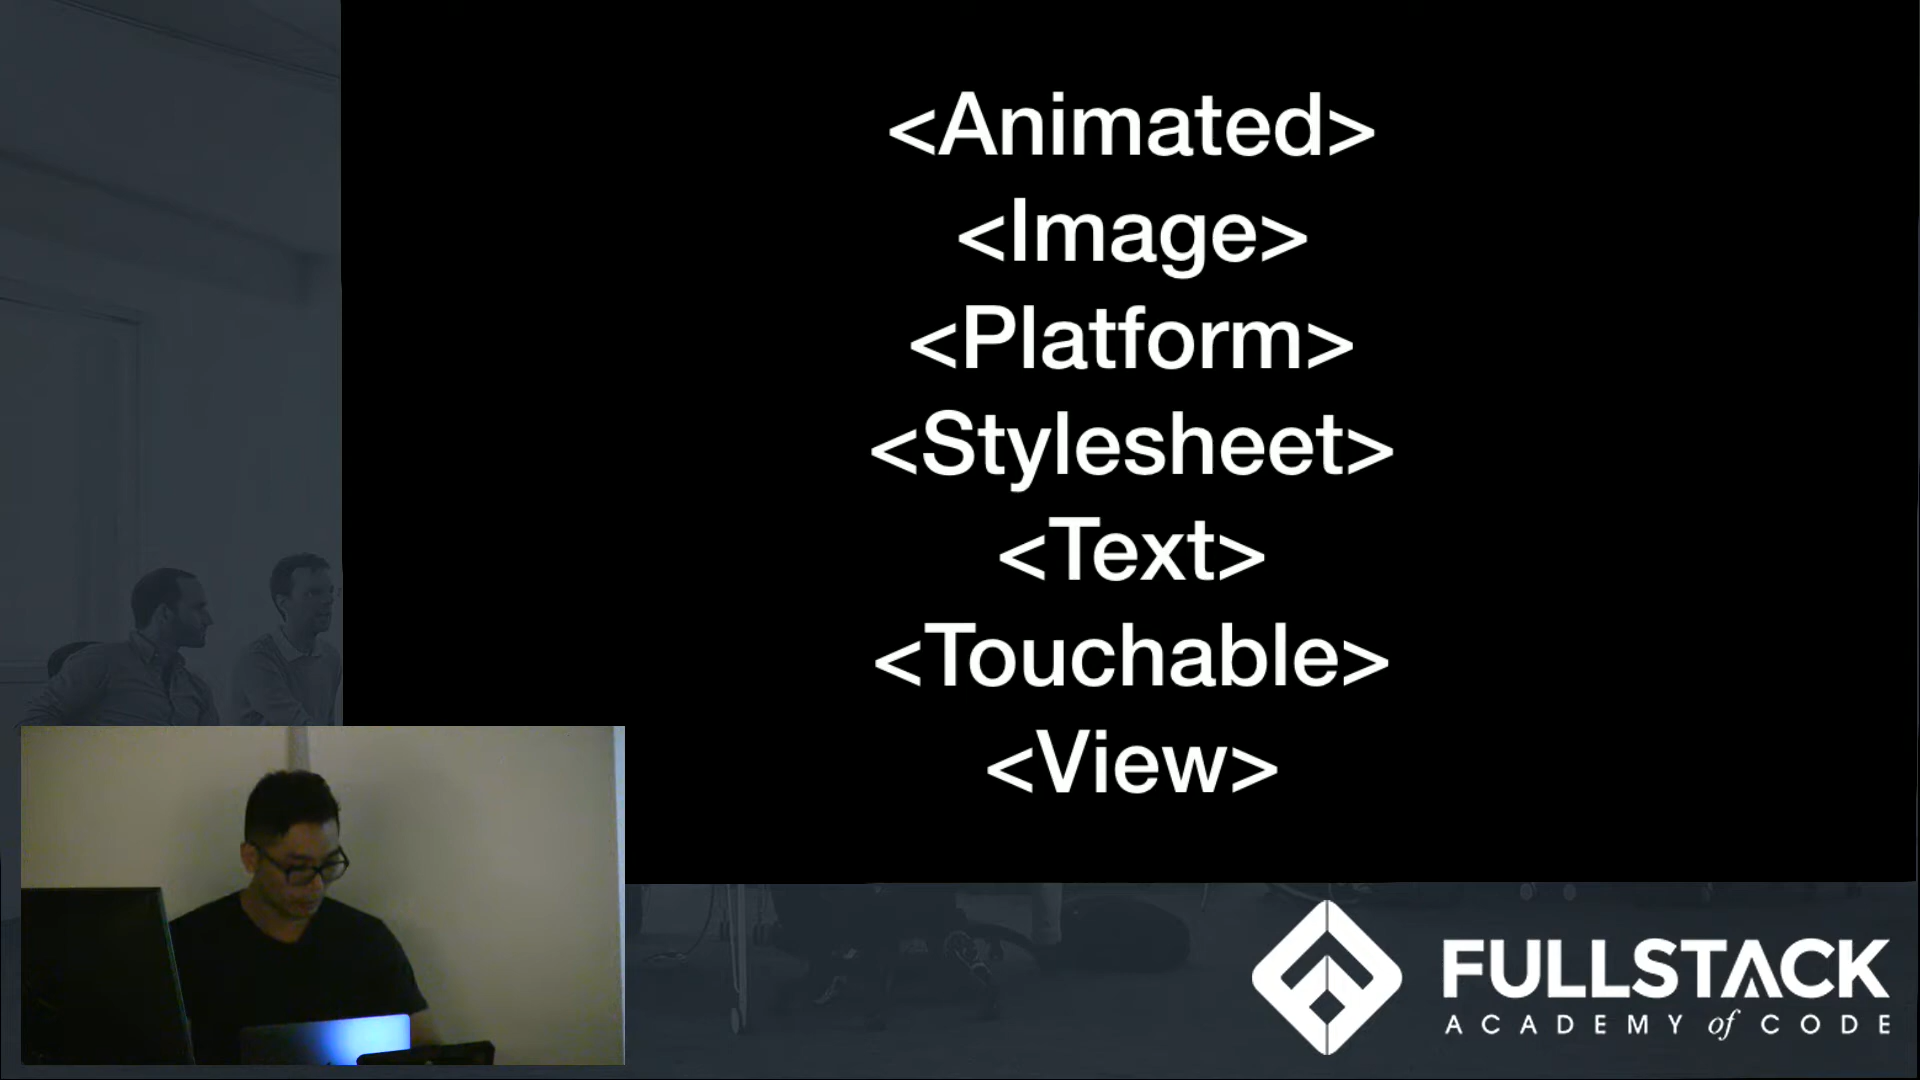 <Animated>
<Image>
<Platform>
<Stylesheet>
<Text>
<Touchable>
<View>
FULLSTACK
ACADEMY of CODE